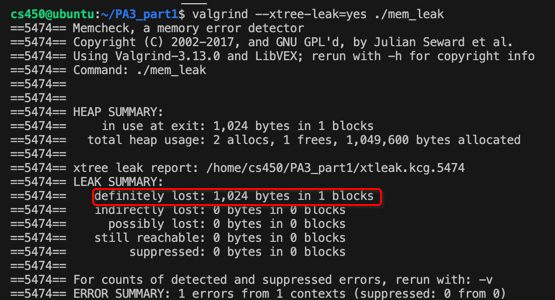 cs450@ubuntu:~/PA3_part1$ valgrind --xtree-leak=yes ./mem_leak
==5474== Memcheck, a memory error detector
==5474== Copyright (C) 2002-2017, and GNU GPL'd, by Julian Seward et al.
==5474== Using Valgrind-3.13.0 and LibVEX; rerun with -h for copyright info
==5474== Command: ./mem_leak
==5474==
==5474==
==5474== HEAP SUMMARY:
==5474==     in use at exit: 1,024 bytes in 1 blocks
==5474==   total heap usage: 2 allocs, 1 frees, 1,049,600 bytes allocated
==5474==
==5474== xtree leak report: /home/cs450/PA3_part1/xtleak.kcg.5474
==5474== LEAK SUMMARY:
==5474==    definitely lost: 1,024 bytes in 1 blocks
==5474==    indirectly lost: 0 bytes in 0 blocks
==5474==      possibly lost: 0 bytes in 0 blocks
==5474==    still reachable: 0 bytes in 0 blocks
==5474==         suppressed: 0 bytes in 0 blocks
==5474==
==5474== For counts of detected and suppressed errors, rerun with: -v
==5474== ERROR SUMMARY: 1 errors from 1 contexts (suppressed: 0 from 0)